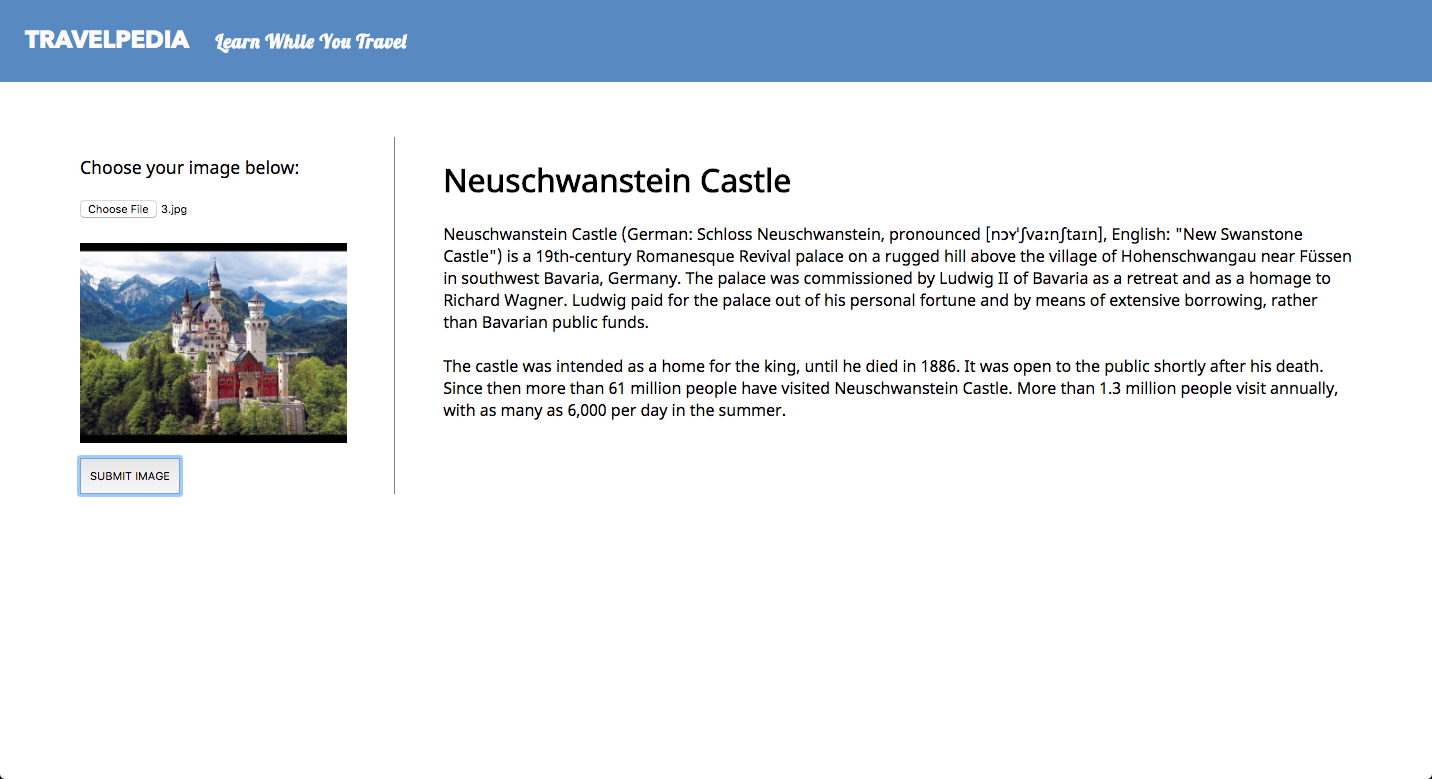 TRAVELPEDIA Learn While You Travel
Choose your image below:
Choose File 3.jpg
SUBMIT IMAGE
Neuschwanstein Castle
Neuschwanstein Castle (German: Schloss Neuschwanstein, pronounced [nɔʏˈʃvaɪnʃtaɪn], English: "New Swanstone
Castle") is a 19th-century Romanesque Revival palace on a rugged hill above the village of Hohenschwangau near Füssen
in southwest Bavaria, Germany. The palace was commissioned by Ludwig II of Bavaria as a retreat and as a homage to
Richard Wagner. Ludwig paid for the palace out of his personal fortune and by means of extensive borrowing, rather
than Bavarian public funds.
The castle was intended as a home for the king, until he died in 1886. It was open to the public shortly after his death.
Since then more than 61 million people have visited Neuschwanstein Castle. More than 1.3 million people visit annually,
with as many as 6,000 per day in the summer.